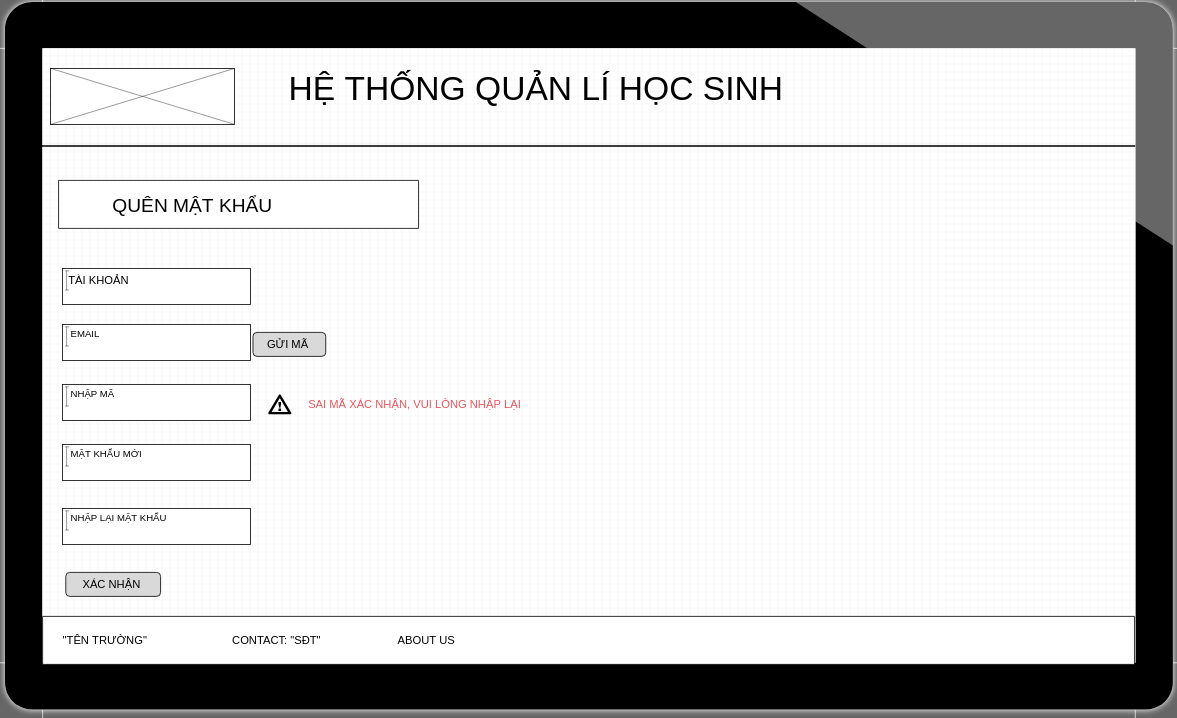 HỆ THỐNG QUẢN LÍ HỌC SINH
QUÊN MẬT KHẨU
TÀI KHOẢN
EMAIL
GỬI MÃ
NHẬP MÃ
SAI MÃ XÁC NHẬN, VUI LÒNG NHẬP LẠI
MẬT KHẨU MỚI
NHẬP LẠI MẬT KHẨU
XÁC NHẬN
"TÊN TRƯỜNG"
CONTACT: "SĐT"
ABOUT US